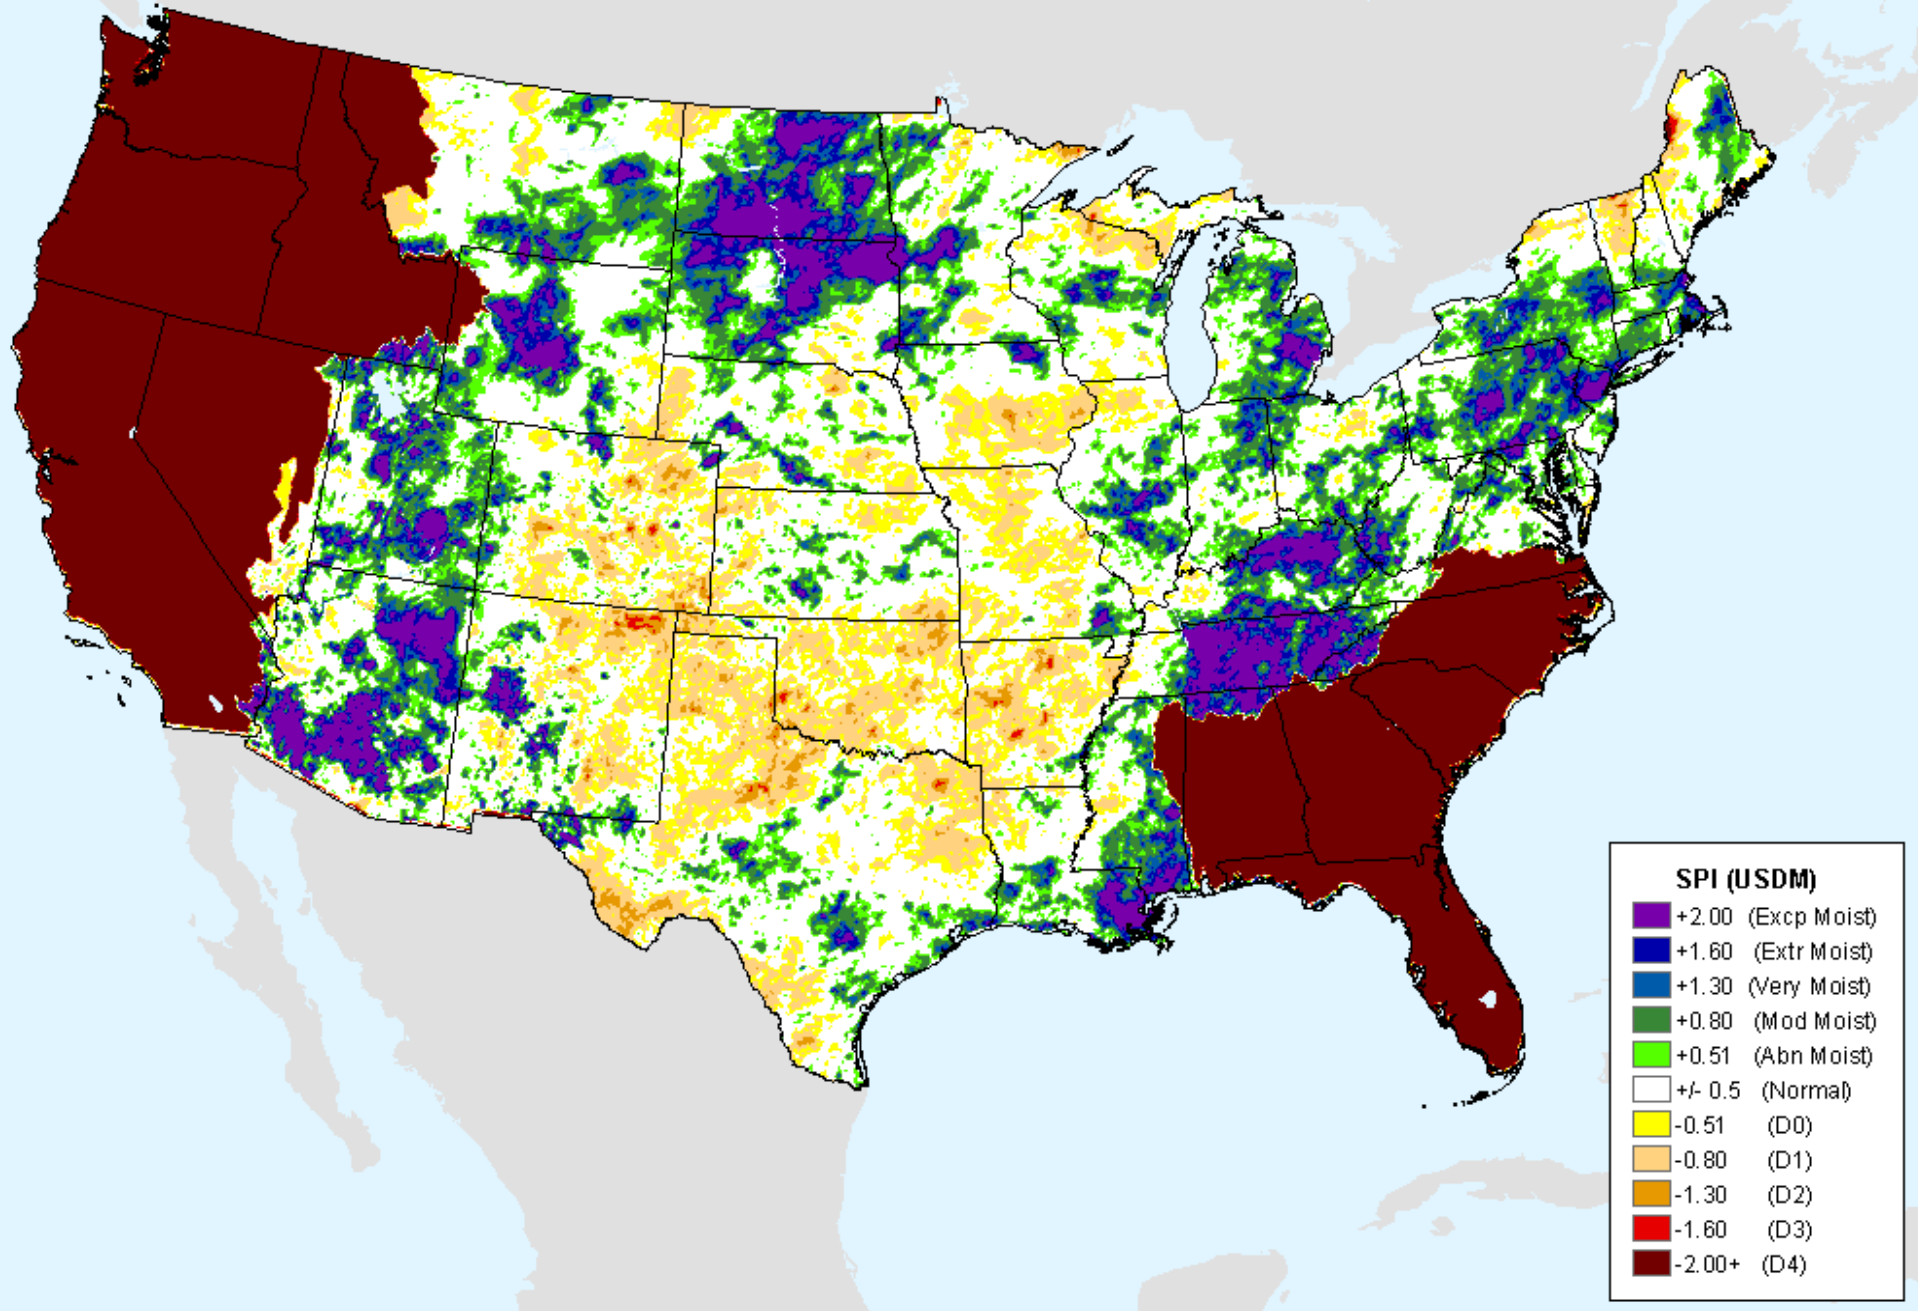 SPI (USDM)
+2.00 (Excp Moist)
+1.60 (Extr Moist)
+1.30 (Very Moist)
+0.80 (Mod Moist)
+0.51 (Abn Moist)
+/- 0.5 (Normal)
-0.51 (D0)
-0.80 (D1)
-1.30 (D2)
-1.60 (D3)
-2.00+ (D4)